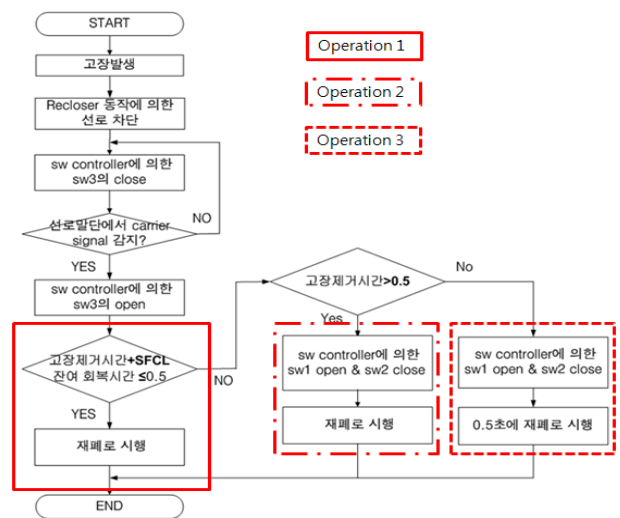 START
고장발생
Recloser 동작에 의한
선로 차단
sw controller에 의한
sw3의 close
선로말단에서 carrier
signal 감지?
NO
YES
sw controller에 의한
sw3의 open
고장제거시간+SFCL
잔여 회복시간 ≤0.5
NO
YES
재폐로 시행
END
Operation 1
Operation 2
Operation 3
고장제거시간>0.5
No
Yes
sw controller에 의한
sw1 open & sw2 close
재폐로 시행
sw controller에 의한
sw1 open & sw2 close
0.5초에 재폐로 시행